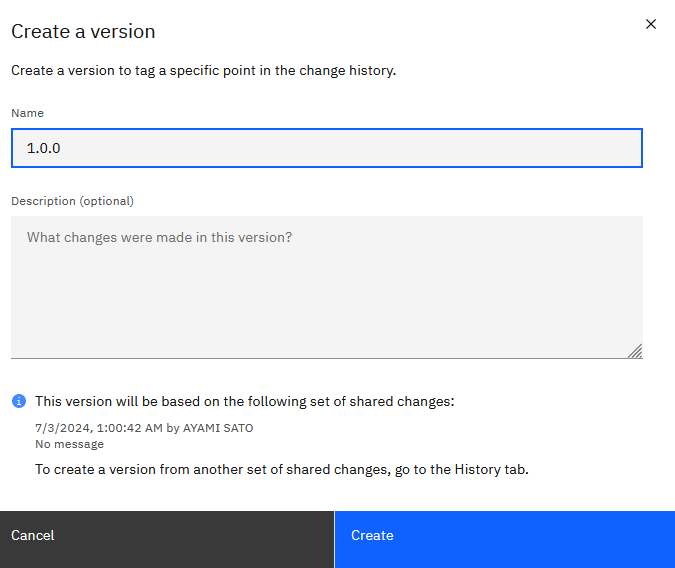 Create a version
Create a version to tag a specific point in the change history.
Name
1.0.0
Description (optional)
What changes were made in this version?
This version will be based on the following set of shared changes:
7/3/2024, 1:00:42 AM by AYAMI SATO
No message
To create a version from another set of shared changes, go to the History tab.
Cancel
Create